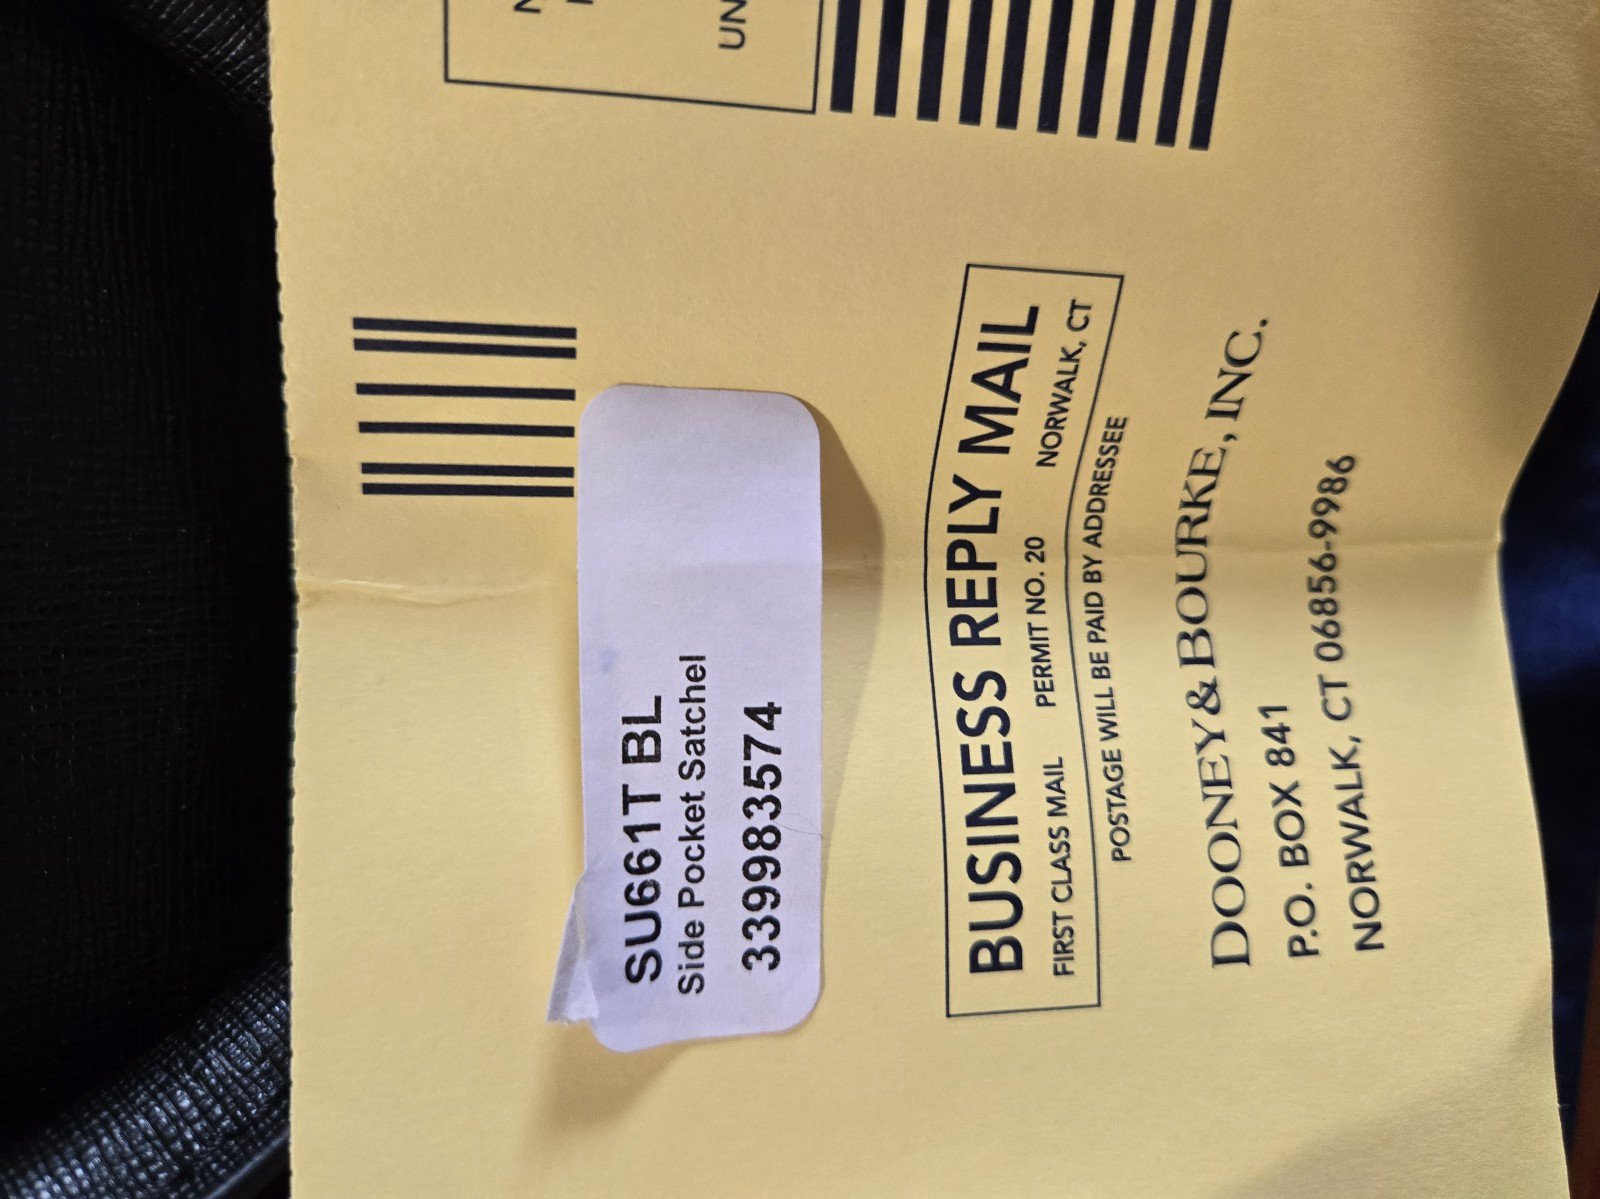 UN
SU661T BL
Side Pocket Satchel
339983574
BUSINESS REPLY MAIL
FIRST CLASS MAIL PERMIT NO. 20 NORWALK, CT
POSTAGE WILL BE PAID BY ADDRESSEE
DOONEY & BOURKE, INC.
P.O. BOX 841
NORWALK, CT 06856-9986